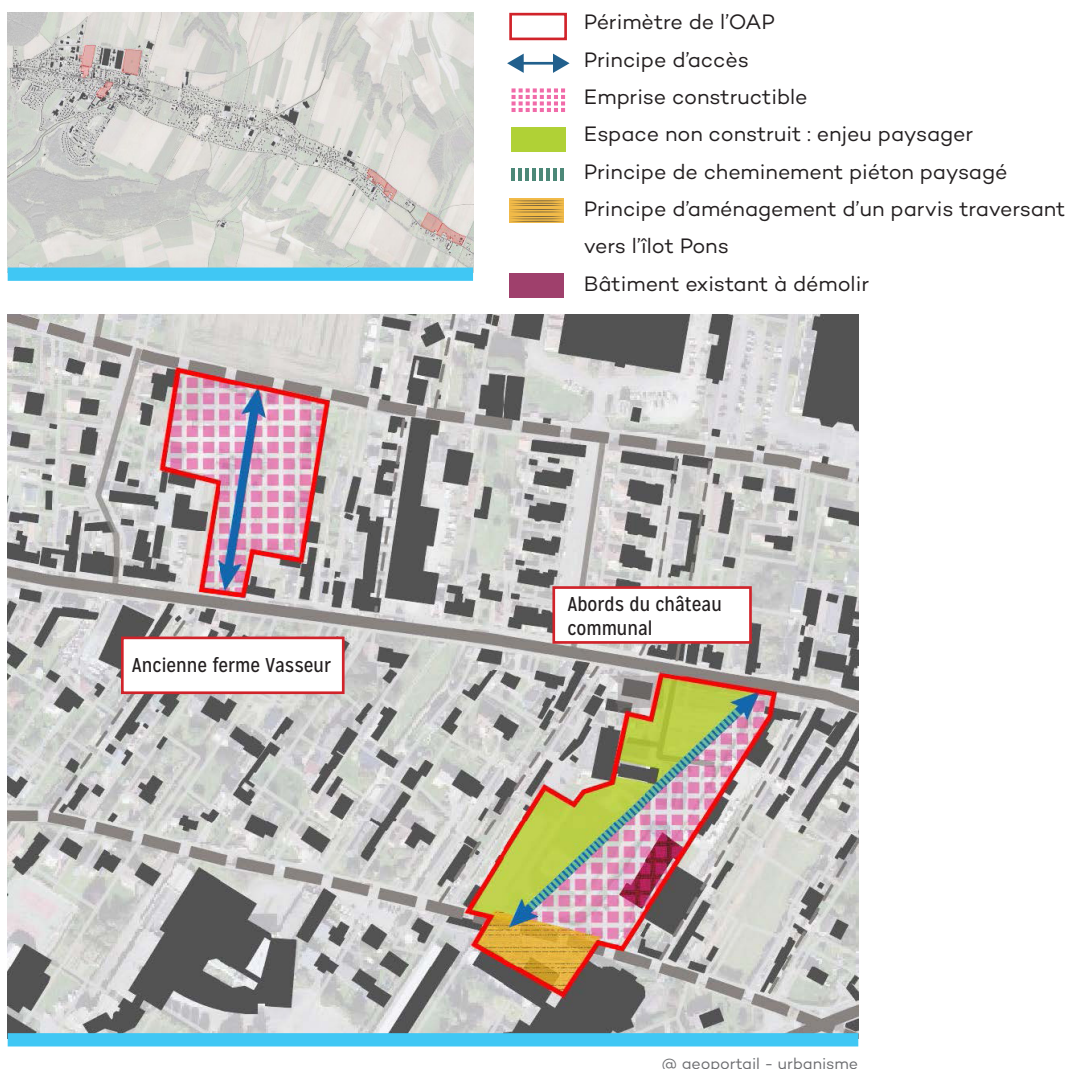 Périmètre de l'OAP
Principe d'accès
Emprise constructible
Espace non construit : enjeu paysager
Principe de cheminement piéton paysagé
Principe d'aménagement d'un parvis traversant
vers l'îlot Pons
Bâtiment existant à démolir
Abords du château
communal
Ancienne ferme Vasseur
@ geoportail - urbanisme